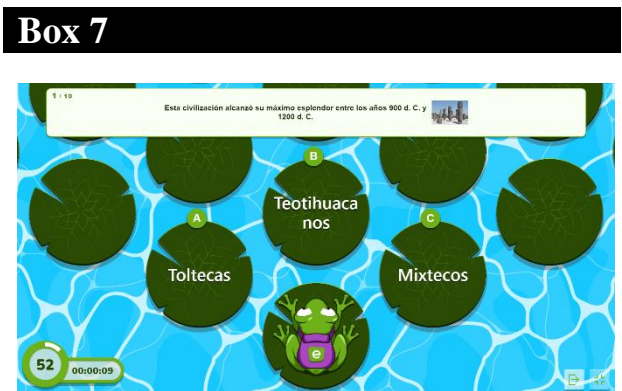 Box 7
1 / 10
Esta civilización alcanzó su máximo esplendor entre los años 900 d. C. y
1200 d. C.
B
Teotihuaca
nos
A
C
Toltecas
Mixtecos
e
52
00:00:09